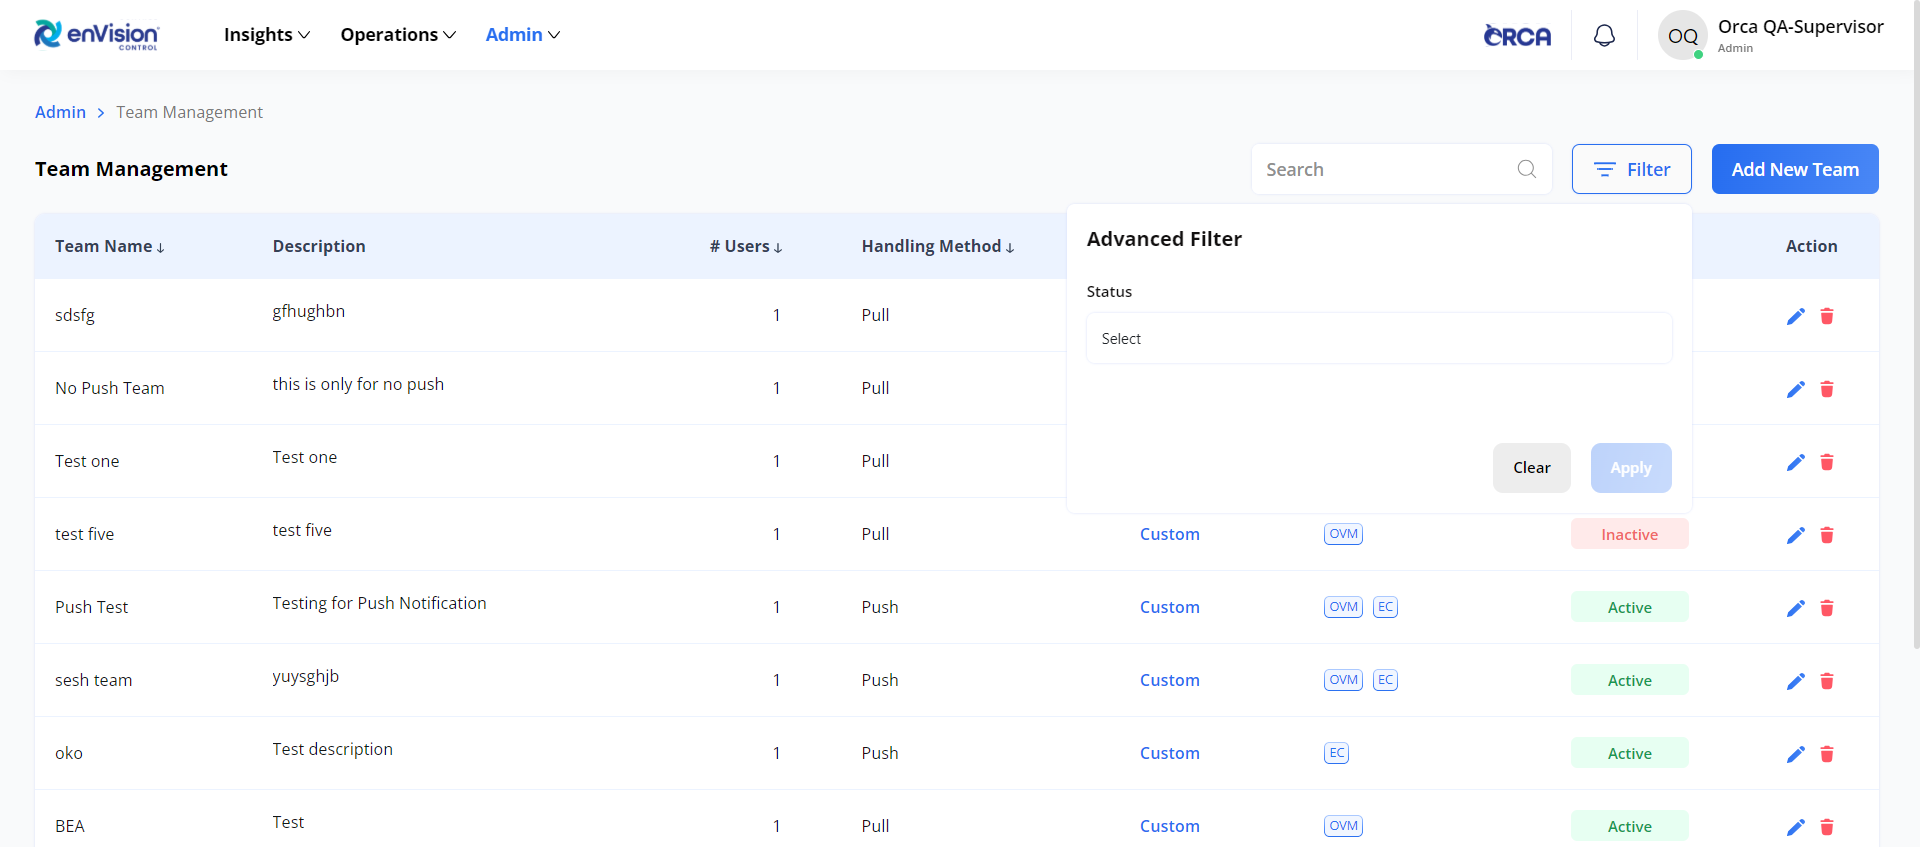 enVision CONTROL
Insights Operations Admin
ORCA
OQ
Orca QA-Supervisor
Admin
Admin > Team Management
Team Management
Search
Filter
Add New Team
Team Name ↓ Description # Users ↓ Handling Method ↓ Action
Advanced Filter
Status
Select
Clear
Apply
sdsfg gfhughbn 1 Pull
No Push Team this is only for no push 1 Pull
Test one Test one 1 Pull
test five test five 1 Pull Custom OVM Inactive
Push Test Testing for Push Notification 1 Push Custom OVM EC Active
sesh team yuysghjb 1 Push Custom OVM EC Active
oko Test description 1 Push Custom EC Active
BEA Test 1 Pull Custom OVM Active